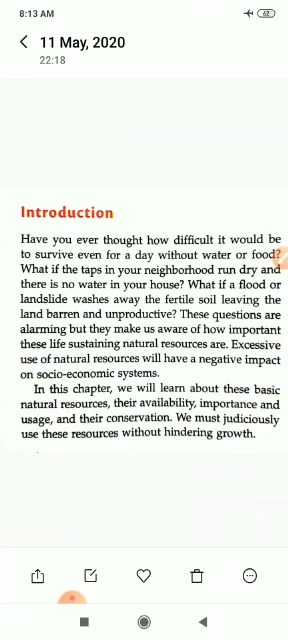 8:13 AM
62
11 May, 2020
22:18
Introduction
Have you ever thought how difficult it would be
to survive even for a day without water or food?
What if the taps in your neighborhood run dry and
there is no water in your house? What if a flood or
landslide washes away the fertile soil leaving the
land barren and unproductive? These questions are
alarming but they make us aware of how important
these life sustaining natural resources are. Excessive
use of natural resources will have a negative impact
on socio-economic systems.
In this chapter, we will learn about these basic
natural resources, their availability, importance and
usage, and their conservation. We must judiciously
use these resources without hindering growth.